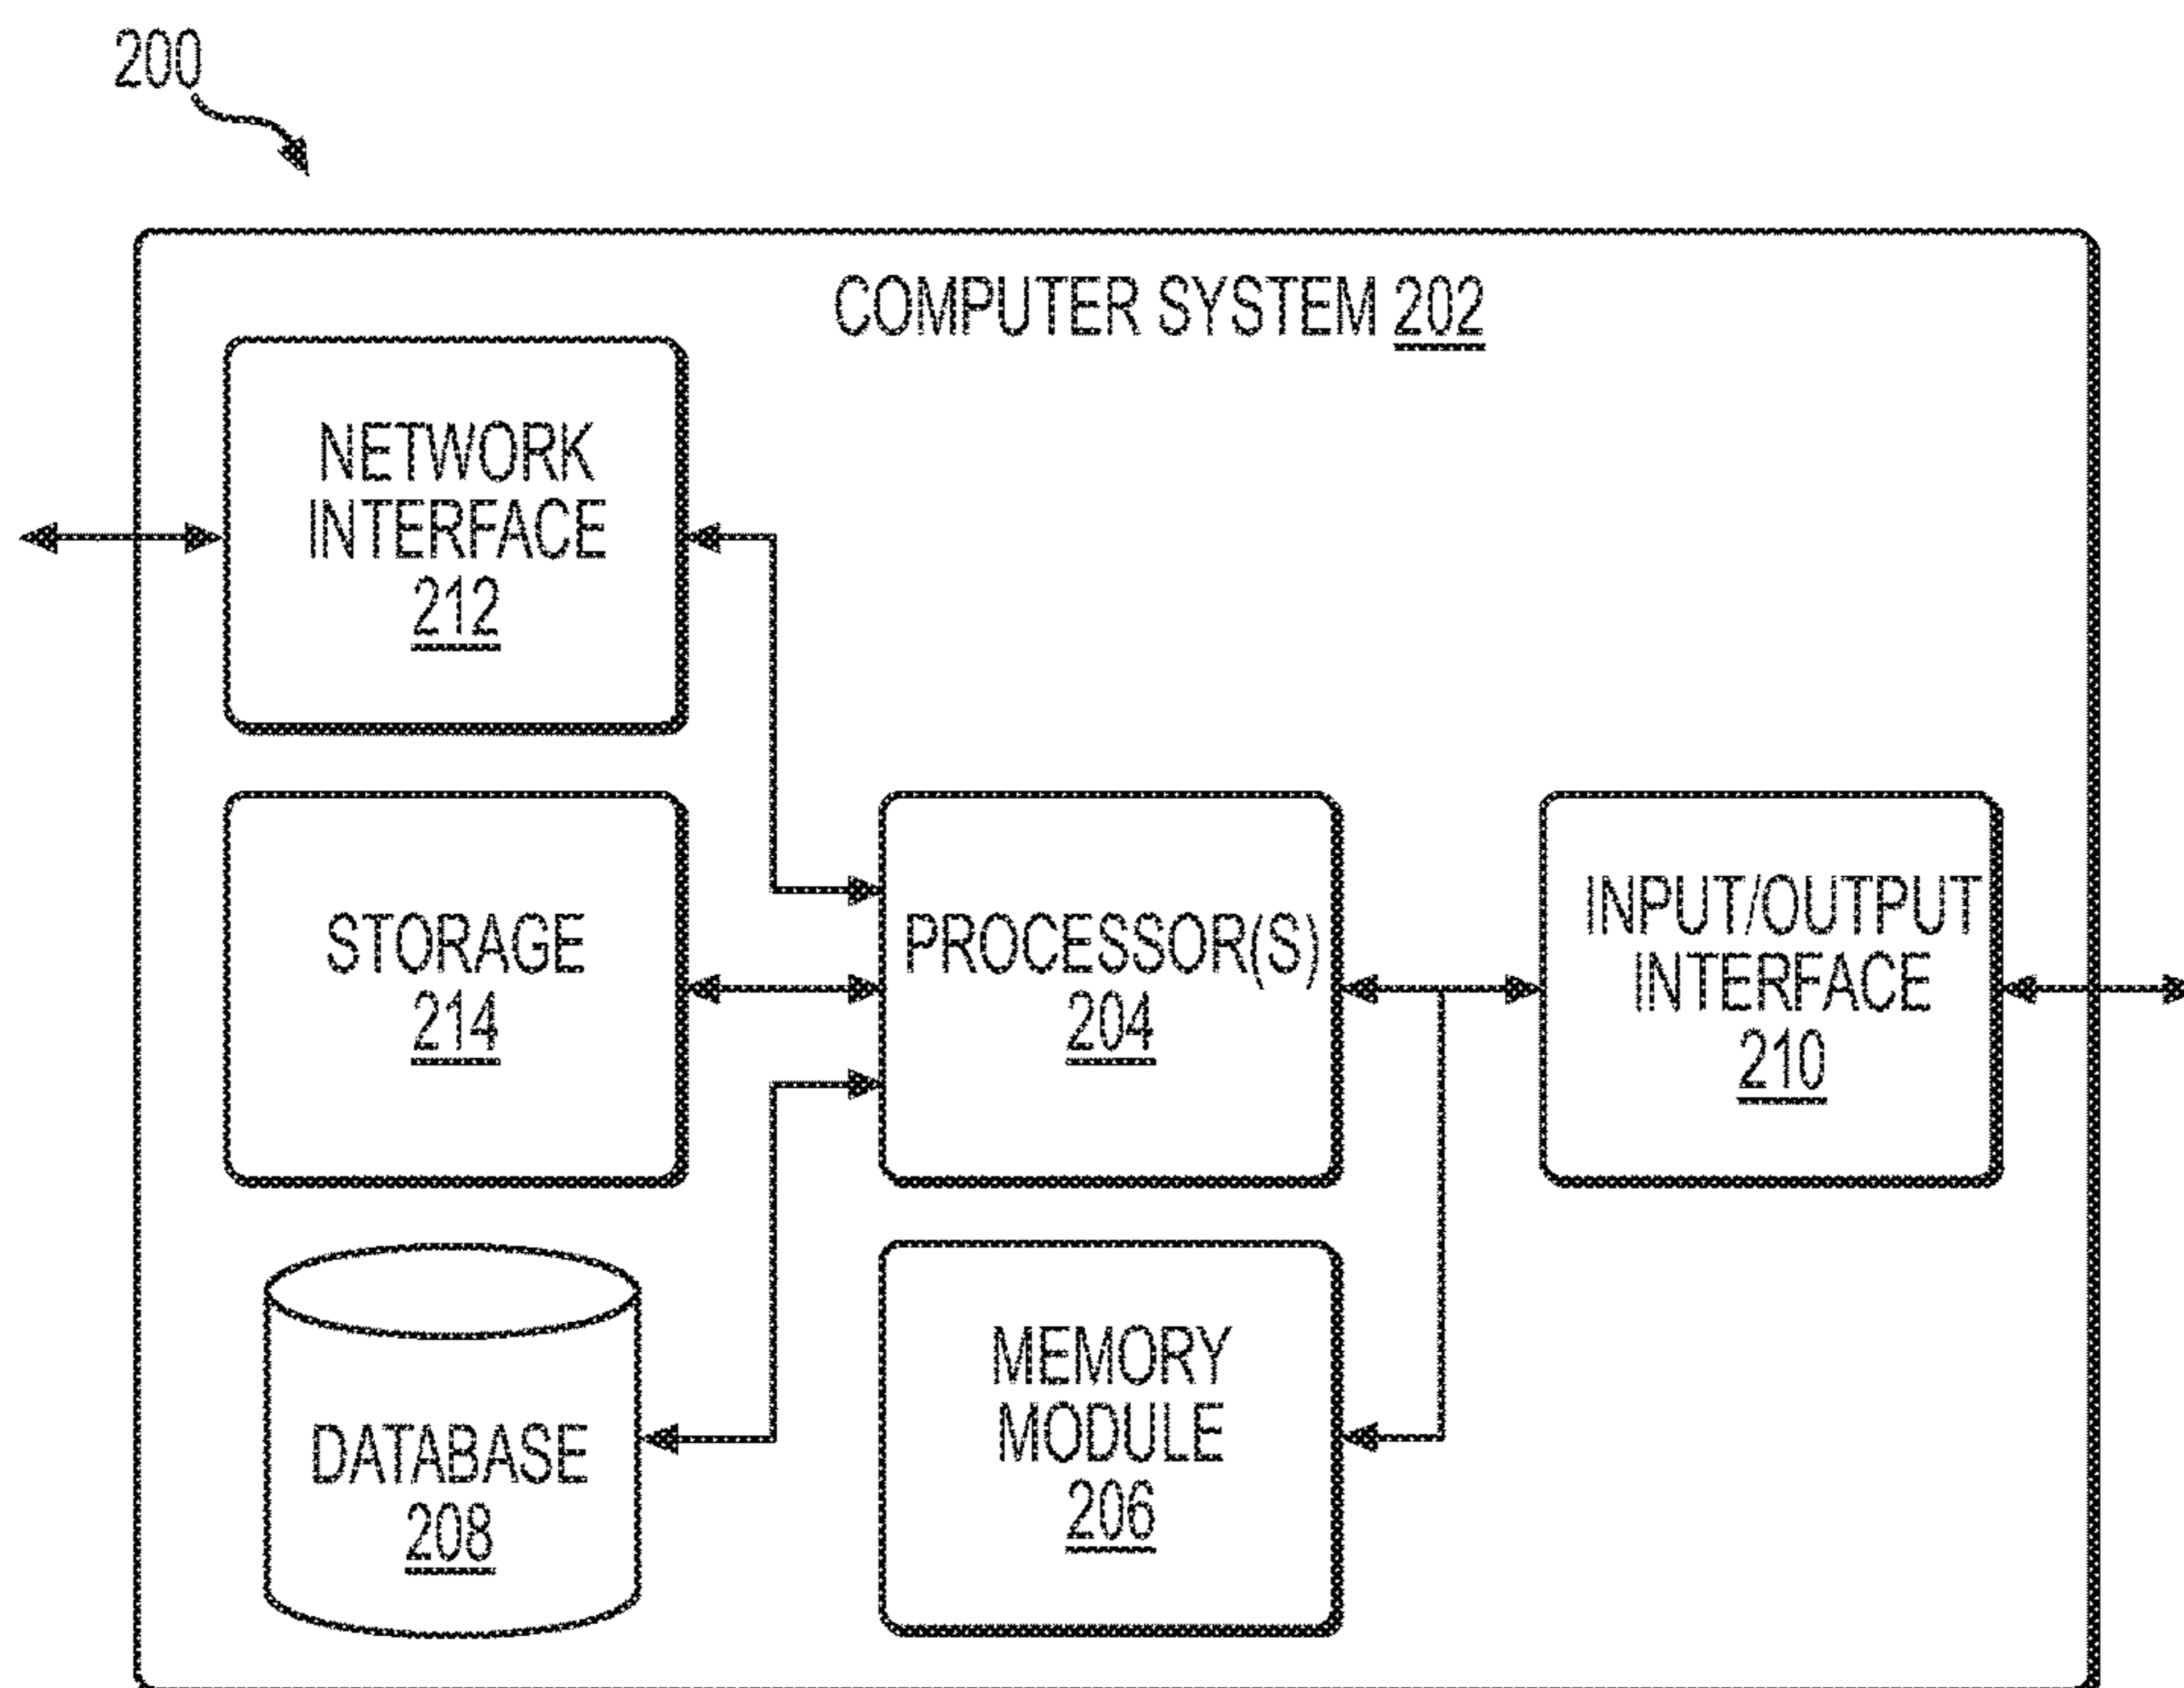 200
COMPUTER SYSTEM 202
NETWORK
INTERFACE
212
STORAGE
214
PROCESSOR(S)
204
INPUT/OUTPUT
INTERFACE
210
DATABASE
208
MEMORY
MODULE
206